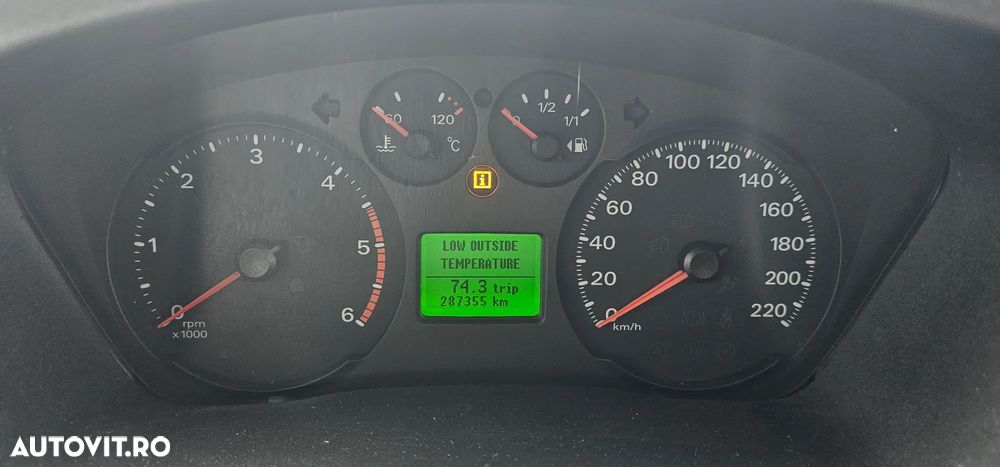 60 120
°C
0 1/2 1/1
0 1 2 3 4 5 6
rpm
x1000
i
LOW OUTSIDE
TEMPERATURE
74.3 trip
287355 km
0 20 40 60 80 100 120 140 160 180 200 220
km/h
AUTOVIT.RO